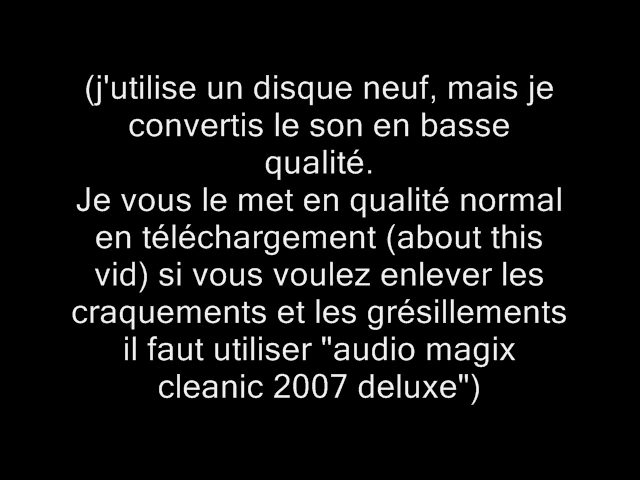 (j'utilise un disque neuf, mais je
convertis le son en basse
qualité.
Je vous le met en qualité normal
en téléchargement (about this
vid) si vous voulez enlever les
craquements et les grésillements
il faut utiliser "audio magix
cleanic 2007 deluxe")